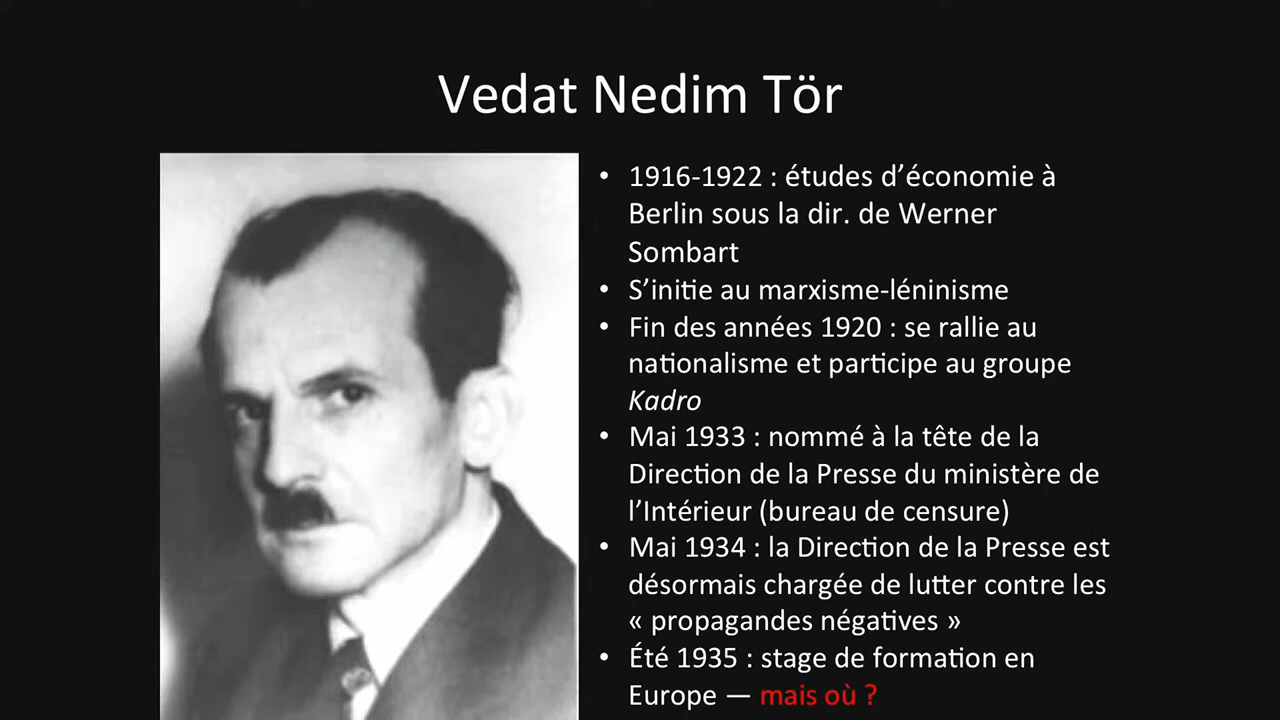 Vedat Nedim Tör
• 1916-1922 : études d’économie à
Berlin sous la dir. de Werner
Sombart
• S’initie au marxisme-léninisme
• Fin des années 1920 : se rallie au
nationalisme et participe au groupe
Kadro
• Mai 1933 : nommé à la tête de la
Direction de la Presse du ministère de
l’Intérieur (bureau de censure)
• Mai 1934 : la Direction de la Presse est
désormais chargée de lutter contre les
« propagandes négatives »
• Été 1935 : stage de formation en
Europe — mais où ?